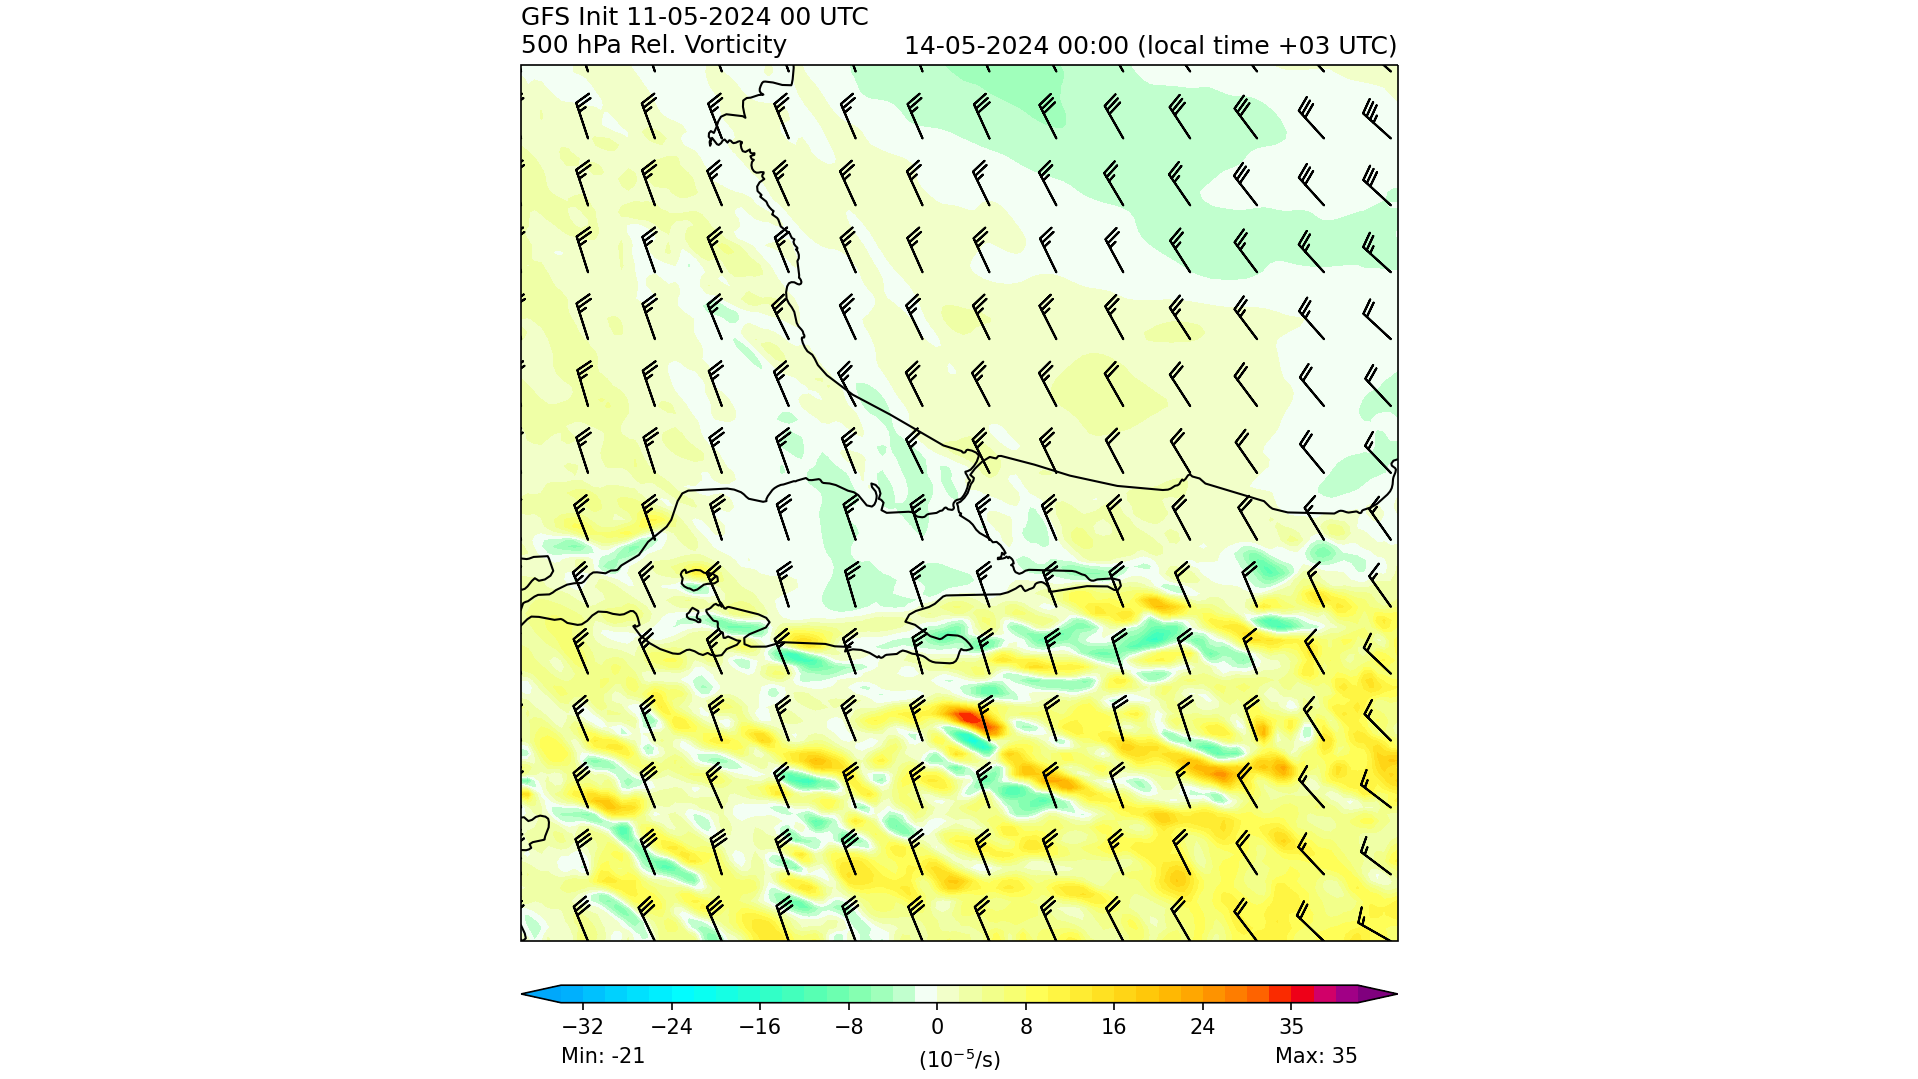 GFS Init 11-05-2024 00 UTC
500 hPa Rel. Vorticity
14-05-2024 00:00 (local time +03 UTC)
−32 −24 −16 −8 0 8 16 24 35
Min: -21
(10⁻⁵/s)
Max: 35